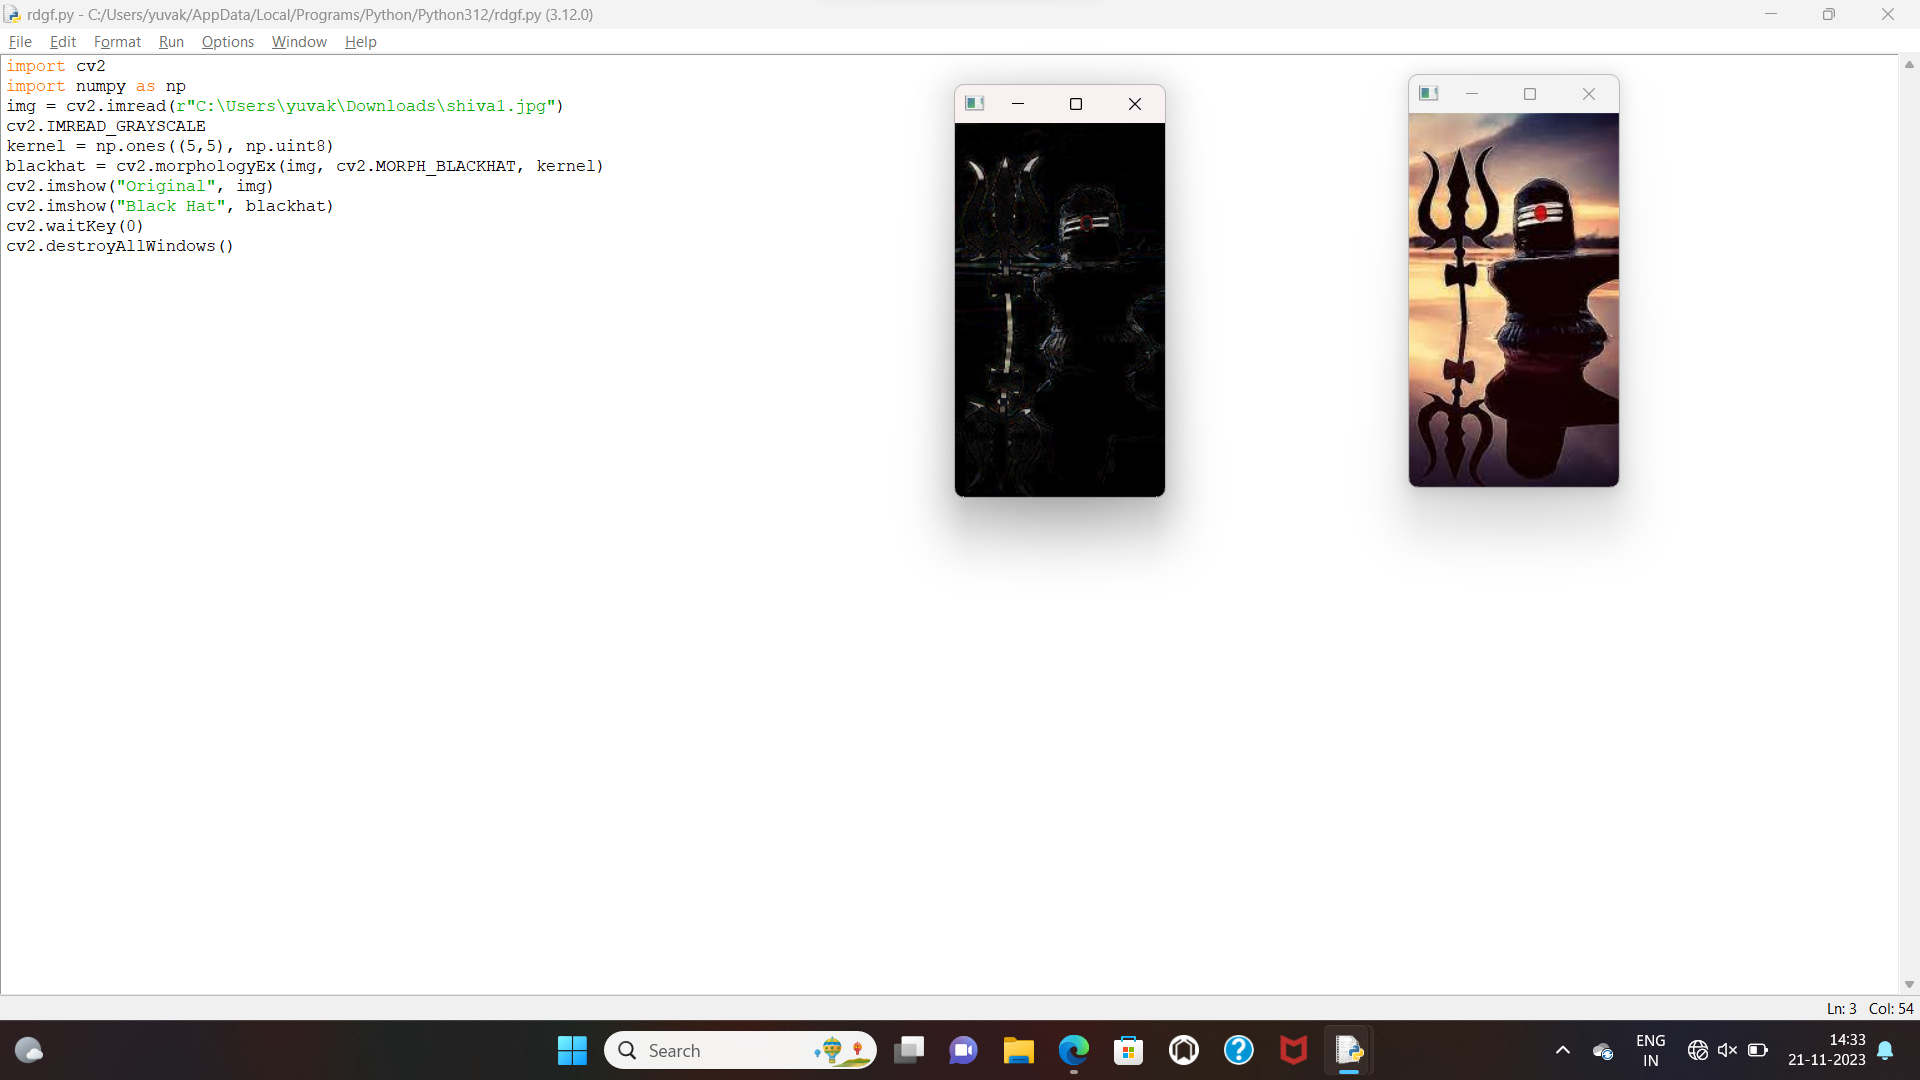 rdgf.py - C:/Users/yuvak/AppData/Local/Programs/Python/Python312/rdgf.py (3.12.0)
File Edit Format Run Options Window Help
import cv2
import numpy as np
img = cv2.imread(r"C:\Users\yuvak\Downloads\shiva1.jpg")
cv2.IMREAD_GRAYSCALE
kernel = np.ones((5,5), np.uint8)
blackhat = cv2.morphologyEx(img, cv2.MORPH_BLACKHAT, kernel)
cv2.imshow("Original", img)
cv2.imshow("Black Hat", blackhat)
cv2.waitKey(0)
cv2.destroyAllWindows()
Ln: 3 Col: 54
Search
ENG
IN
14:33
21-11-2023